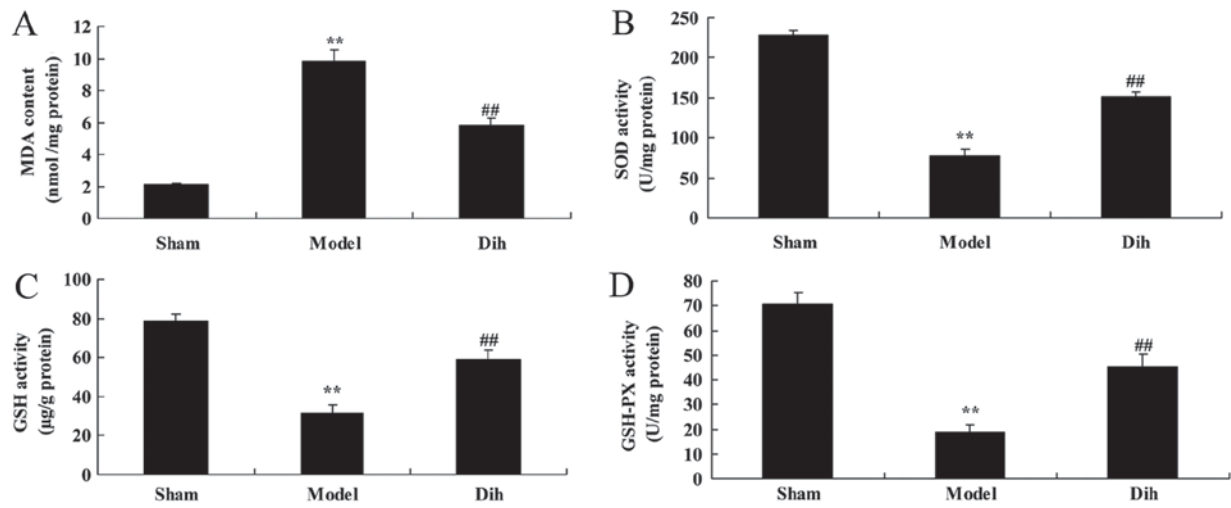 A
MDA content
(nmol /mg protein)
12
10
8
6
4
2
0
**
##
Sham Model Dih
B
SOD activity
(U/mg protein)
250
200
150
100
50
0
**
##
Sham Model Dih
C
GSH activity
(μg/g protein)
100
80
60
40
20
0
**
##
Sham Model Dih
D
GSH-PX activity
(U/mg protein)
80
70
60
50
40
30
20
10
0
**
##
Sham Model Dih